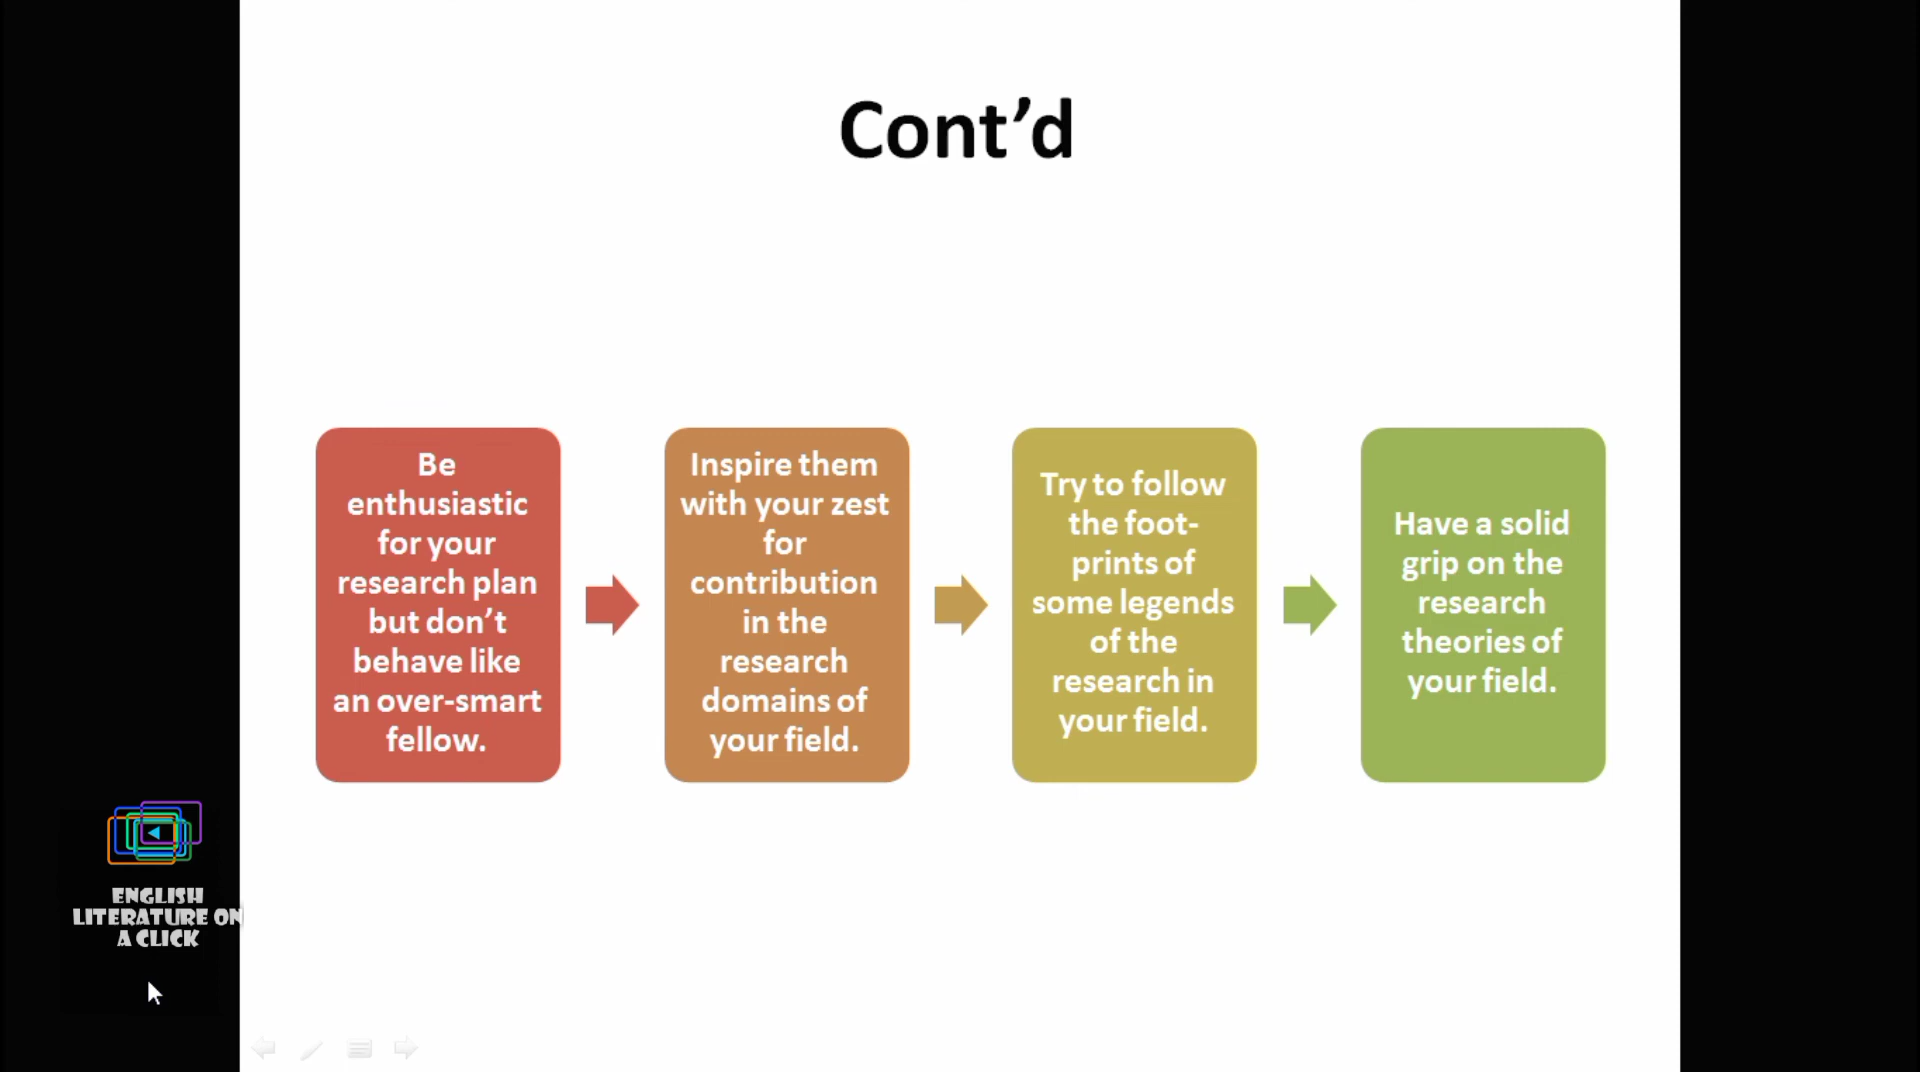 Cont’d
Be
enthusiastic
for your
research plan
but don’t
behave like
an over-smart
fellow.
Inspire them
with your zest
for
contribution
in the
research
domains of
your field.
Try to follow
the foot-
prints of
some legends
of the
research in
your field.
Have a solid
grip on the
research
theories of
your field.
ENGLISH
LITERATURE ON
A CLICK